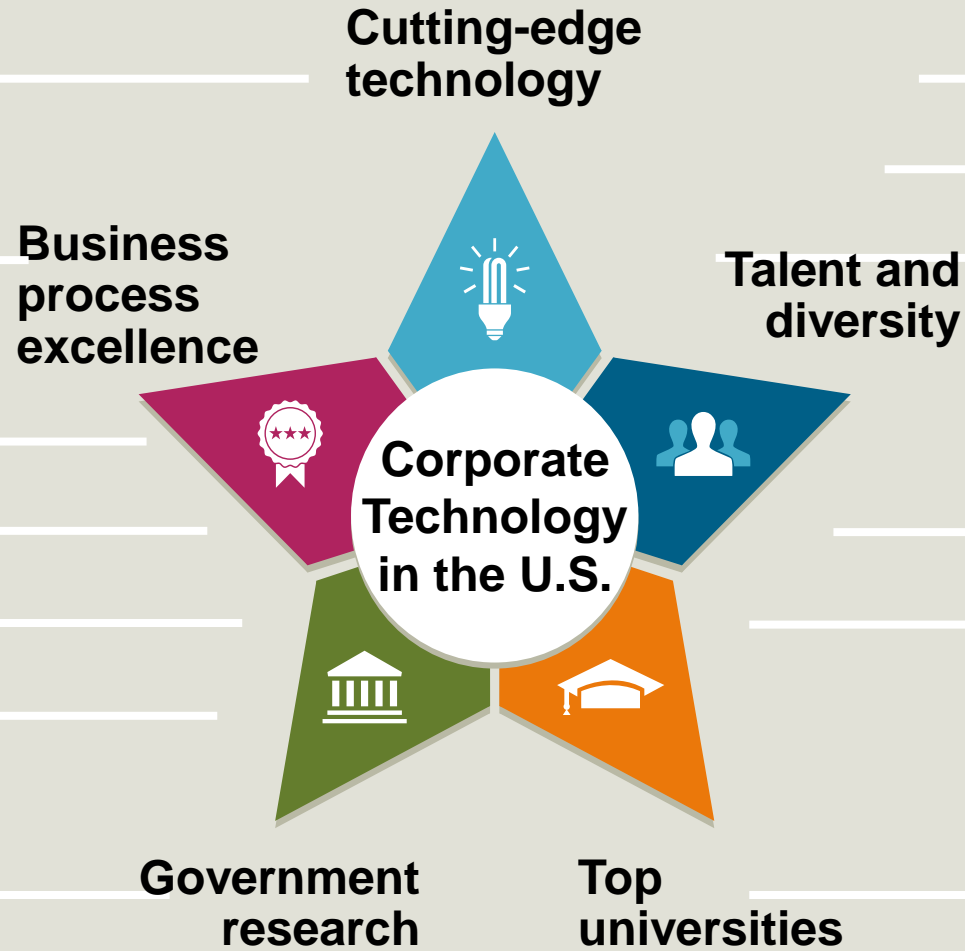 Cutting-edge
technology
Business
process
excellence
Talent and
diversity
Corporate
Technology
in the U.S.
Government
research
Top
universities